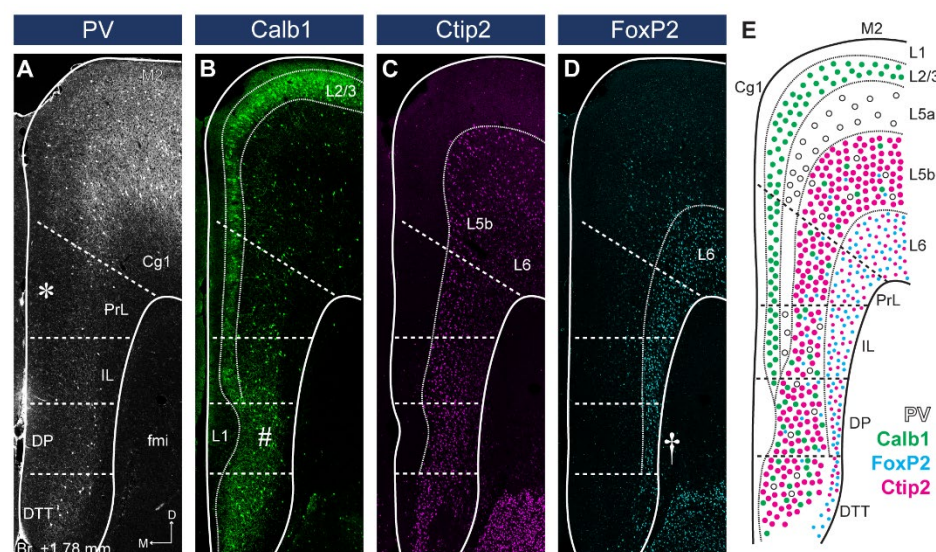 PV
Calb1
Ctip2
FoxP2
E
M2
A
M2
B
L2/3
C
D
L1
L2/3
Cg1
L5a
L5b
L5b
L6
L6
L6
Cg1
*
PrL
PrL
IL
IL
L1
#
DP
fmi
†
DP
PV
Calb1
FoxP2
Ctip2
DTT
DTT
D
M
Br. +1.78 mm